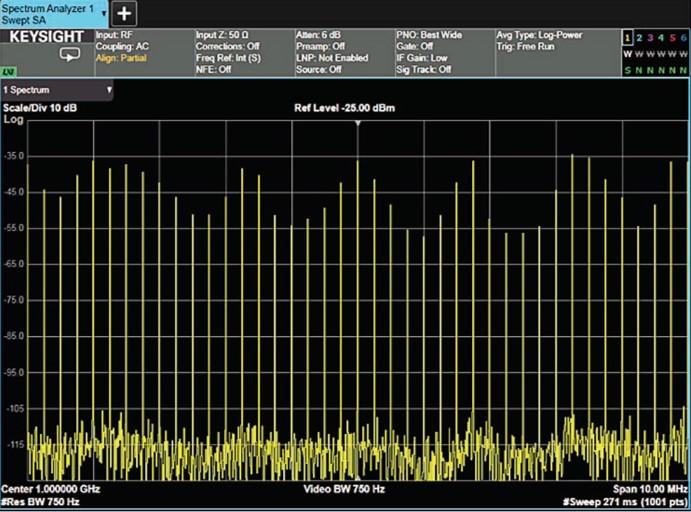 Spectrum Analyzer 1
Swept SA
KEYSIGHT
Input: RF
Coupling: AC
Align: Partial
Input Z: 50 Ω
Corrections: Off
Freq Ref: Int (S)
NFE: Off
Atten: 6 dB
Preamp: Off
LNP: Not Enabled
Source: Off
PNO: Best Wide
Gate: Off
IF Gain: Low
Sig Track: Off
Avg Type: Log-Power
Trig: Free Run
1 2 3 4 5 6
W W W W W W
S N N N N N
LXI
1 Spectrum
Scale/Div 10 dB
Ref Level -25.00 dBm
Log
-35.0
-45.0
-55.0
-65.0
-75.0
-85.0
-95.0
-105
-115
Center 1.000000 GHz
Video BW 750 Hz
Span 10.00 MHz
#Res BW 750 Hz
#Sweep 271 ms (1001 pts)